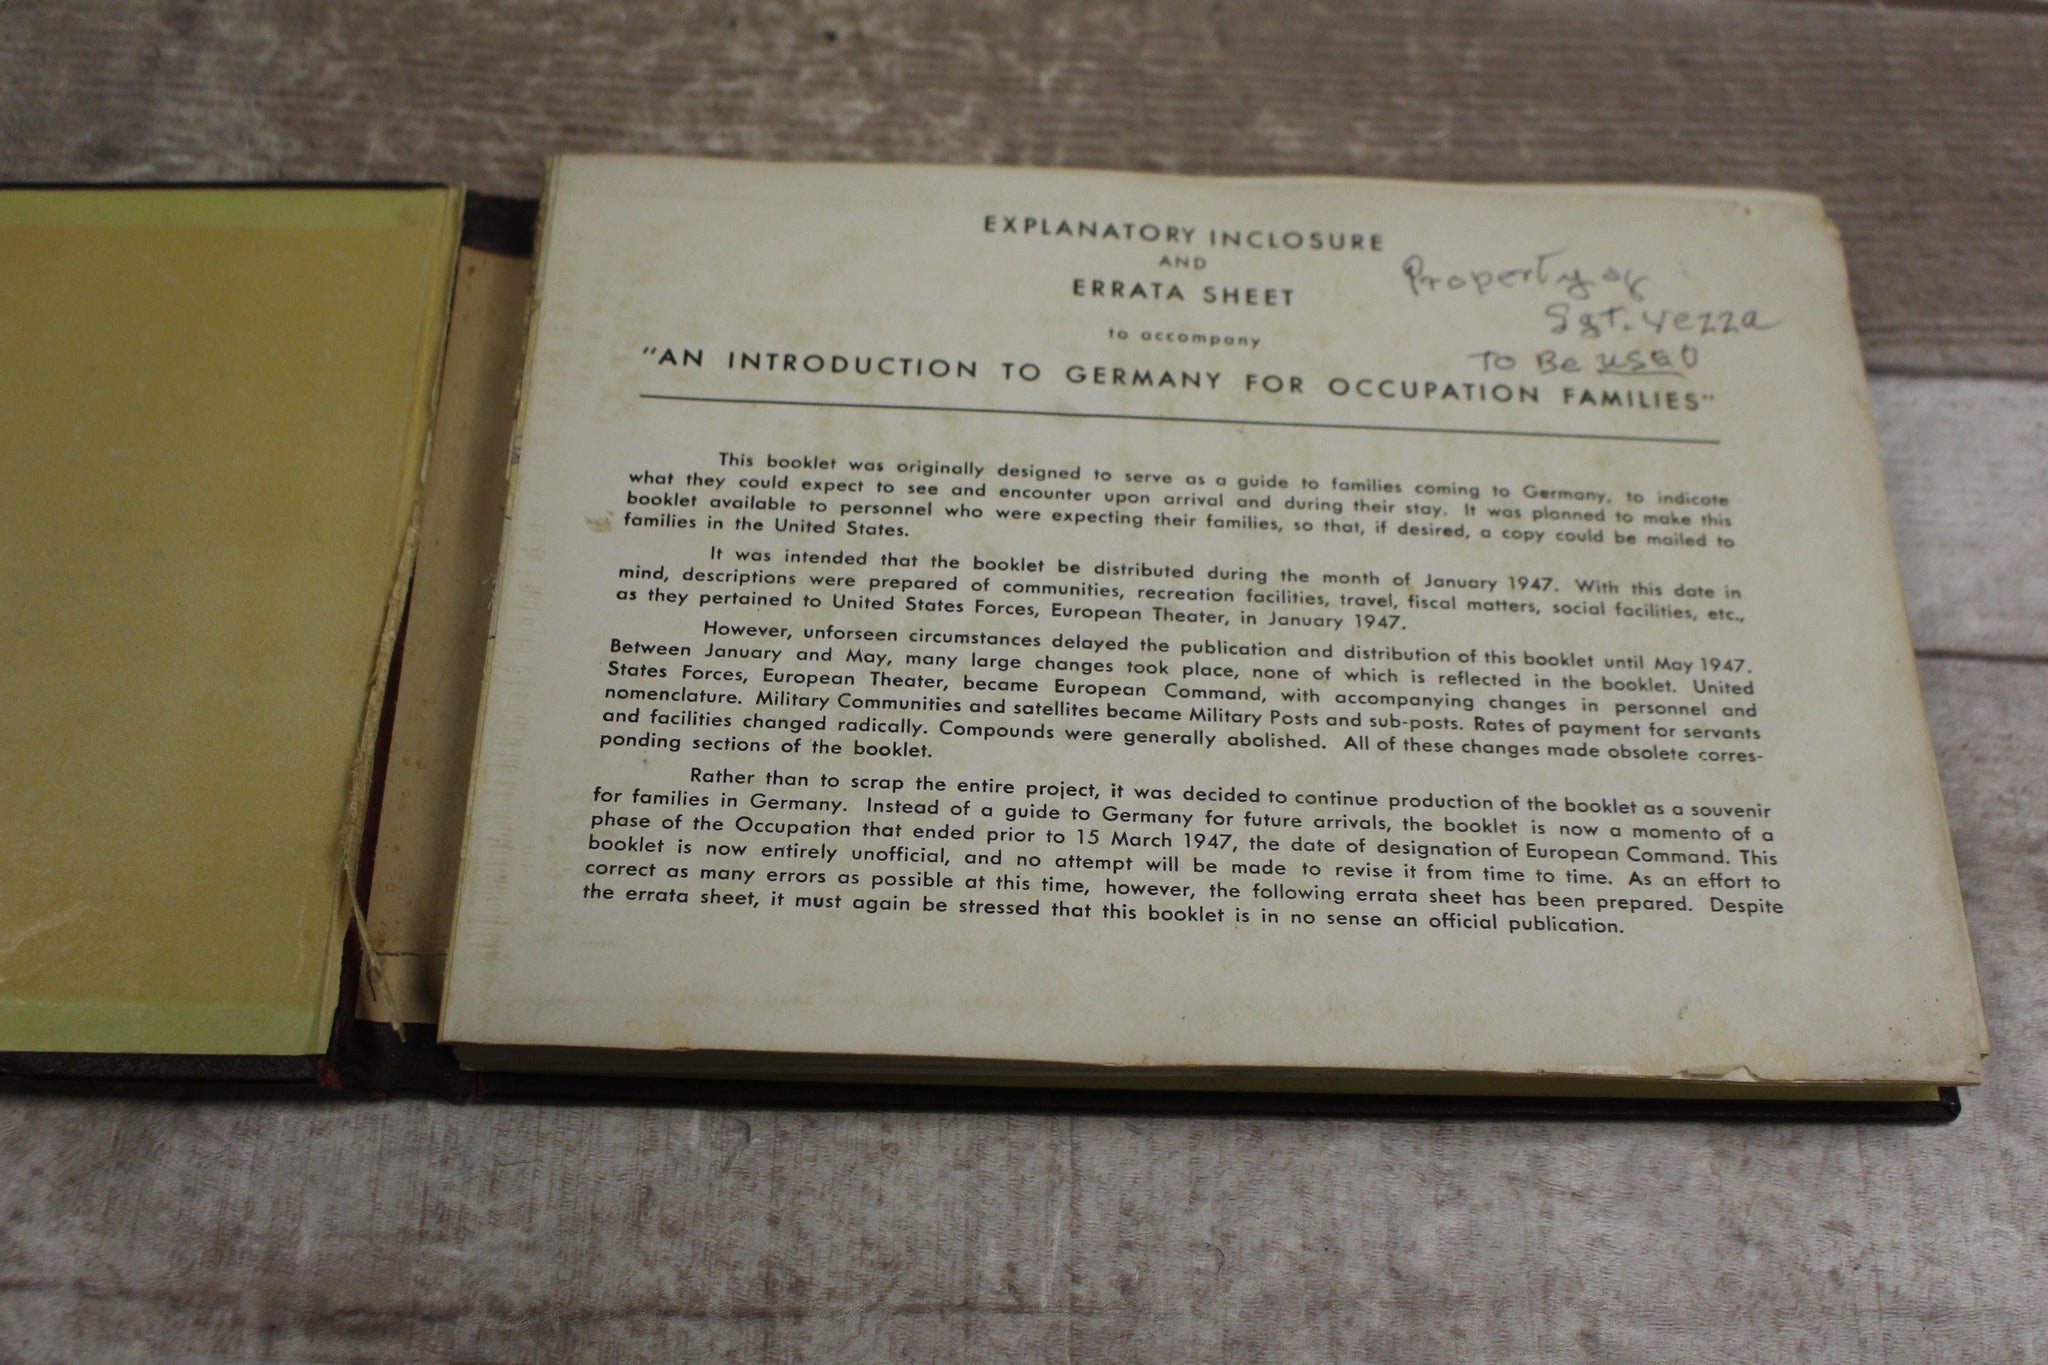 EXPLANATORY INCLOSURE
AND
ERRATA SHEET
to accompany
"AN INTRODUCTION TO GERMANY FOR OCCUPATION FAMILIES"
Property of
Sgt. Vezza
To Be USED
This booklet was originally designed to serve as a guide to families coming to Germany, to indicate
what they could expect to see and encounter upon arrival and during their stay. It was planned to make this
booklet available to personnel who were expecting their families, so that, if desired, a copy could be mailed to
families in the United States.
It was intended that the booklet be distributed during the month of January 1947. With this date in
mind, descriptions were prepared of communities, recreation facilities, travel, fiscal matters, social facilities, etc.,
as they pertained to United States Forces, European Theater, in January 1947.
However, unforseen circumstances delayed the publication and distribution of this booklet until May 1947.
Between January and May, many large changes took place, none of which is reflected in the booklet. United
States Forces, European Theater, became European Command, with accompanying changes in personnel and
nomenclature. Military Communities and satellites became Military Posts and sub-posts. Rates of payment for servants
and facilities changed radically. Compounds were generally abolished. All of these changes made obsolete corres-
ponding sections of the booklet.
Rather than to scrap the entire project, it was decided to continue production of the booklet as a souvenir
for families in Germany. Instead of a guide to Germany for future arrivals, the booklet is now a momento of a
phase of the Occupation that ended prior to 15 March 1947, the date of designation of European Command. This
booklet is now entirely unofficial, and no attempt will be made to revise it from time to time. As an effort to
correct as many errors as possible at this time, however, the following errata sheet has been prepared. Despite
the errata sheet, it must again be stressed that this booklet is in no sense an official publication.